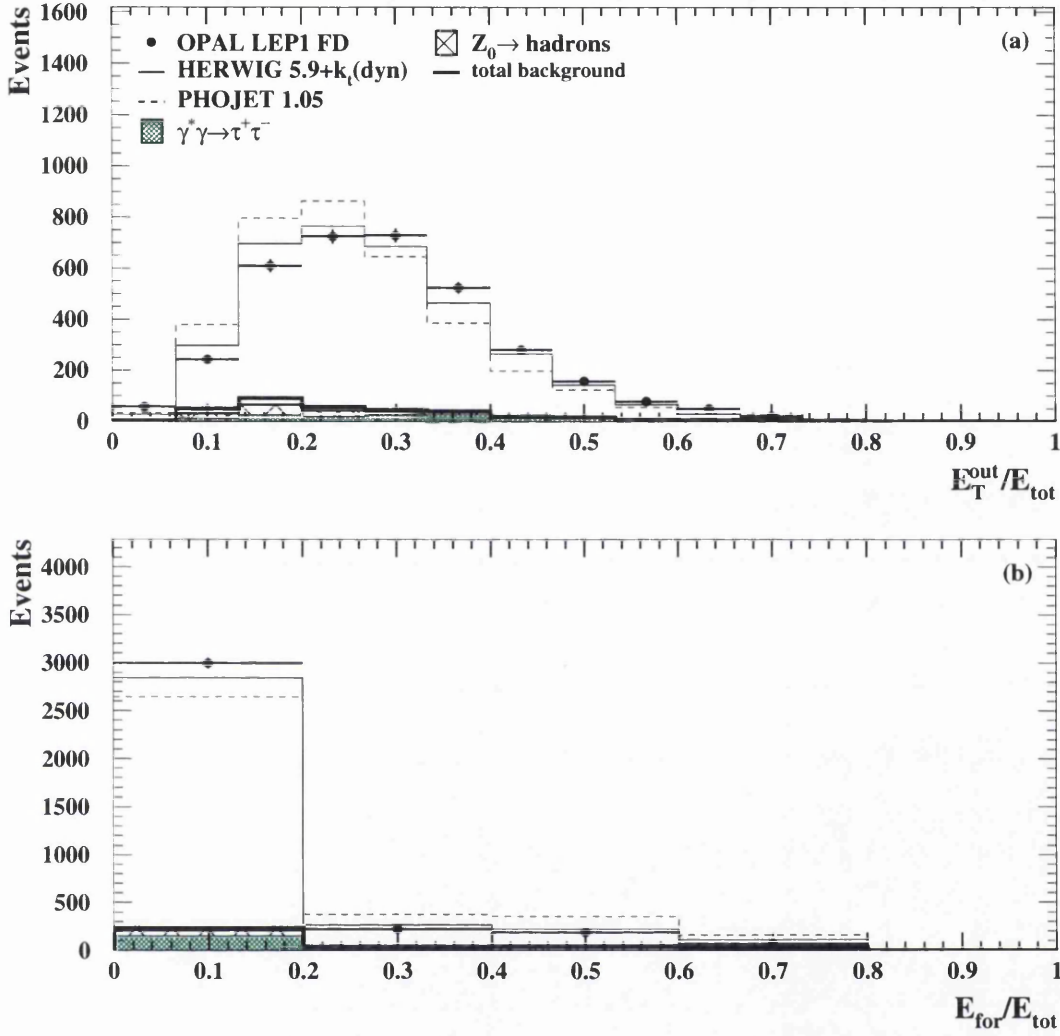 Events
1600
1400
1200
1000
800
600
400
200
0
OPAL LEP1 FD
HERWIG 5.9+kₜ(dyn)
PHOJET 1.05
γ*γ→τ⁺τ⁻
Z₀→ hadrons
total background
(a)
0 0.1 0.2 0.3 0.4 0.5 0.6 0.7 0.8 0.9 1
E_T^out/E_tot
Events
4000
3500
3000
2500
2000
1500
1000
500
0
(b)
0 0.1 0.2 0.3 0.4 0.5 0.6 0.7 0.8 0.9 1
E_for/E_tot